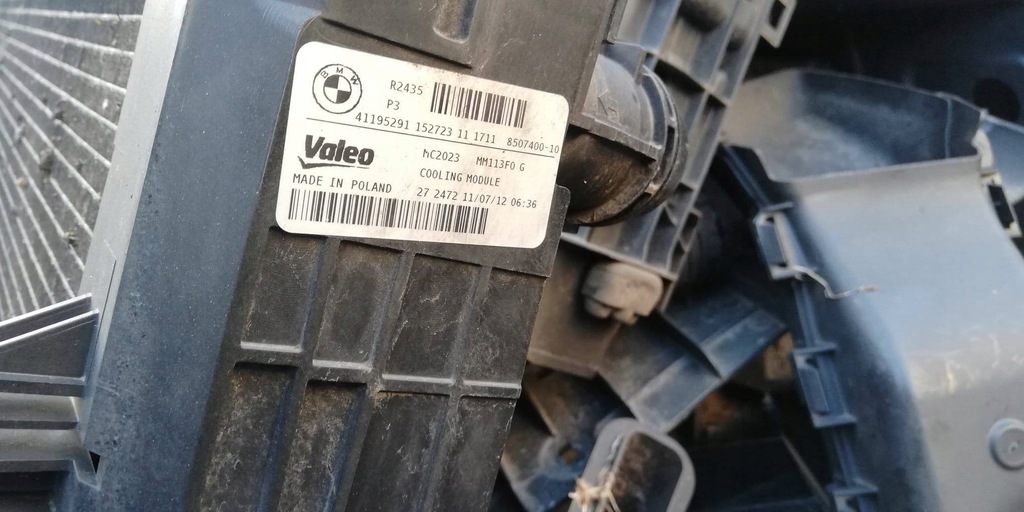 BMW
R2435
P3
41195291 152723 11 1711 8507400-10
Valeo
MC2023 MM113F0 G
COOLING MODULE
MADE IN POLAND
27 2472 11/07/12 06:36